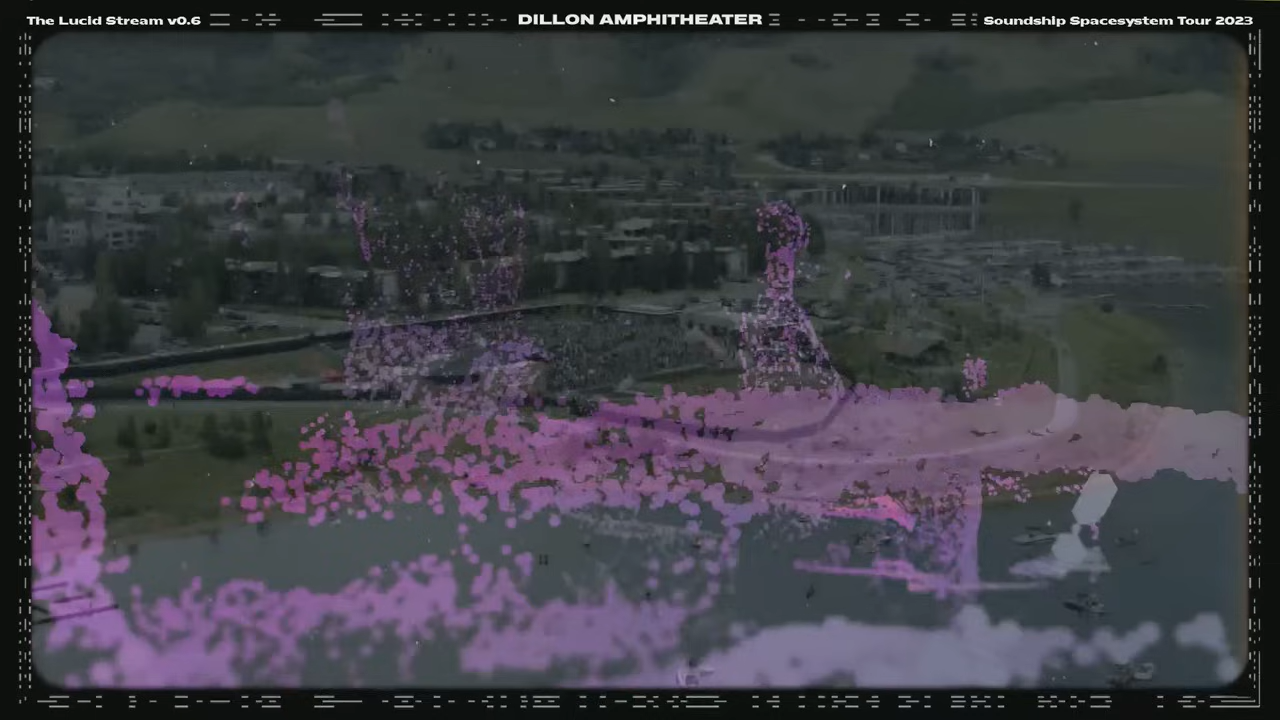 The Lucid Stream v0.6
DILLON AMPHITHEATER
Soundship Spacesystem Tour 2023